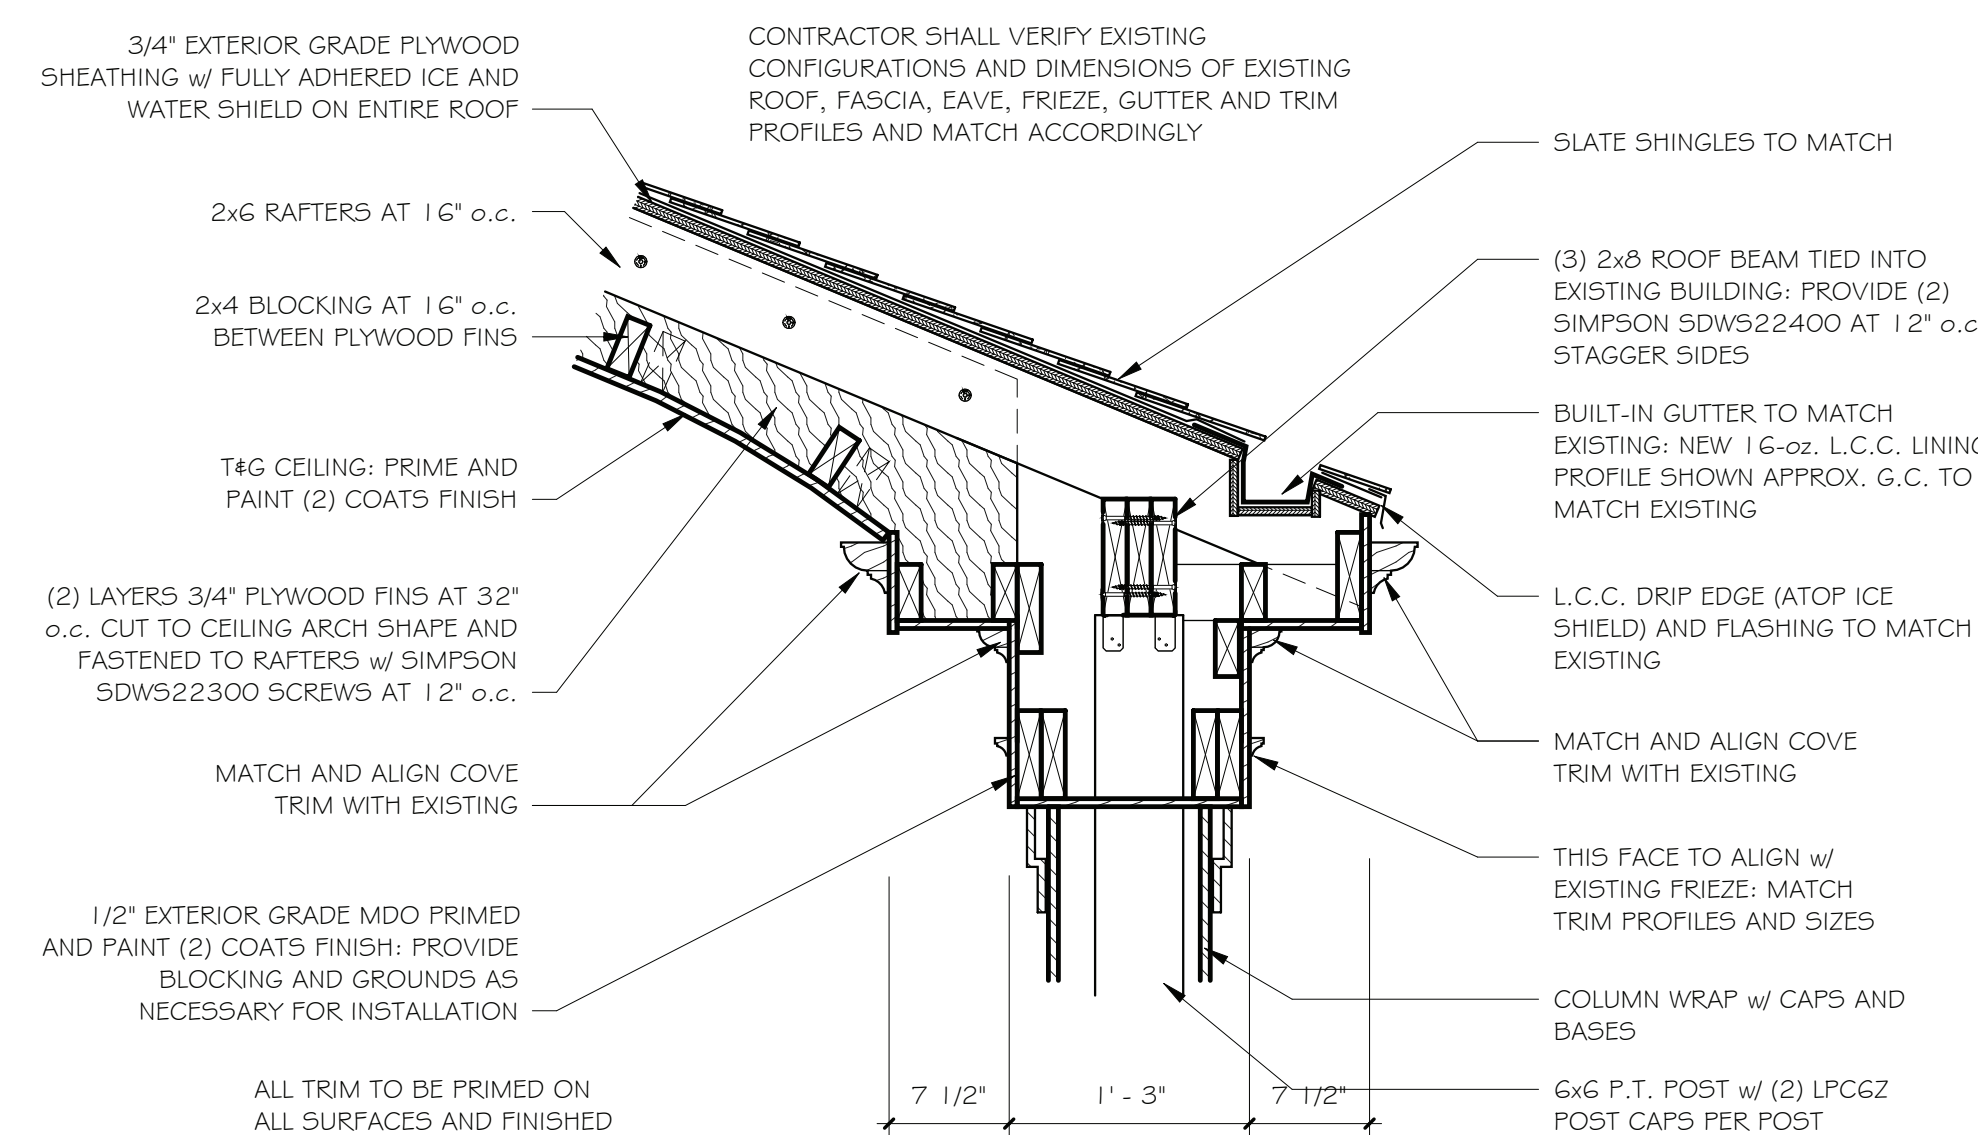 3/4" EXTERIOR GRADE PLYWOOD
SHEATHING w/ FULLY ADHERED ICE AND
WATER SHIELD ON ENTIRE ROOF
2x6 RAFTERS AT 16" o.c.
2x4 BLOCKING AT 16" o.c.
BETWEEN PLYWOOD FINS
T&G CEILING: PRIME AND
PAINT (2) COATS FINISH
(2) LAYERS 3/4" PLYWOOD FINS AT 32"
o.c. CUT TO CEILING ARCH SHAPE AND
FASTENED TO RAFTERS w/ SIMPSON
SDWS22300 SCREWS AT 12" o.c.
MATCH AND ALIGN COVE
TRIM WITH EXISTING
1/2" EXTERIOR GRADE MDO PRIMED
AND PAINT (2) COATS FINISH: PROVIDE
BLOCKING AND GROUNDS AS
NECESSARY FOR INSTALLATION
ALL TRIM TO BE PRIMED ON
ALL SURFACES AND FINISHED
CONTRACTOR SHALL VERIFY EXISTING
CONFIGURATIONS AND DIMENSIONS OF EXISTING
ROOF, FASCIA, EAVE, FRIEZE, GUTTER AND TRIM
PROFILES AND MATCH ACCORDINGLY
SLATE SHINGLES TO MATCH
(3) 2x8 ROOF BEAM TIED INTO
EXISTING BUILDING: PROVIDE (2)
SIMPSON SDWS22400 AT 12" o.c
STAGGER SIDES
BUILT-IN GUTTER TO MATCH
EXISTING: NEW 16-oz. L.C.C. LINING
PROFILE SHOWN APPROX. G.C. TO
MATCH EXISTING
L.C.C. DRIP EDGE (ATOP ICE
SHIELD) AND FLASHING TO MATCH
EXISTING
MATCH AND ALIGN COVE
TRIM WITH EXISTING
THIS FACE TO ALIGN w/
EXISTING FRIEZE: MATCH
TRIM PROFILES AND SIZES
COLUMN WRAP w/ CAPS AND
BASES
6x6 P.T. POST w/ (2) LPC6Z
POST CAPS PER POST
7 1/2" 1' - 3" 7 1/2"